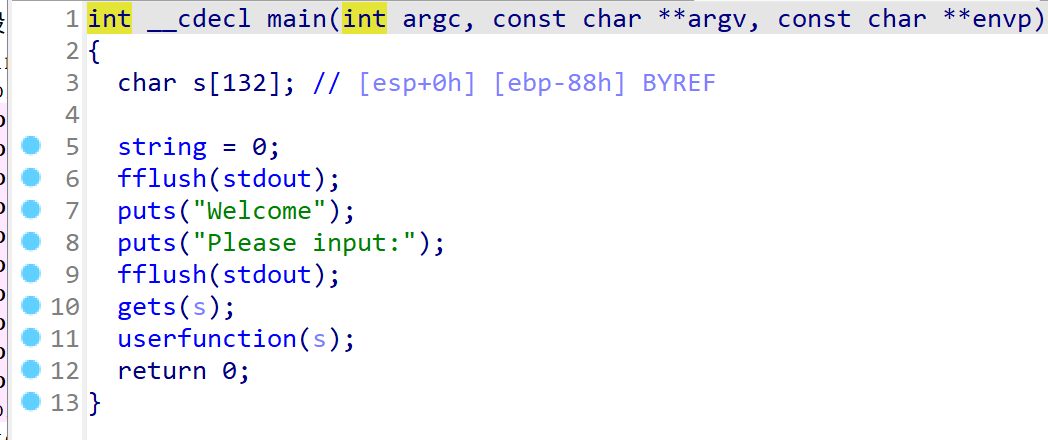 1 int __cdecl main(int argc, const char **argv, const char **envp)
2 {
3   char s[132]; // [esp+0h] [ebp-88h] BYREF
4
5   string = 0;
6   fflush(stdout);
7   puts("Welcome");
8   puts("Please input:");
9   fflush(stdout);
10   gets(s);
11   userfunction(s);
12   return 0;
13 }